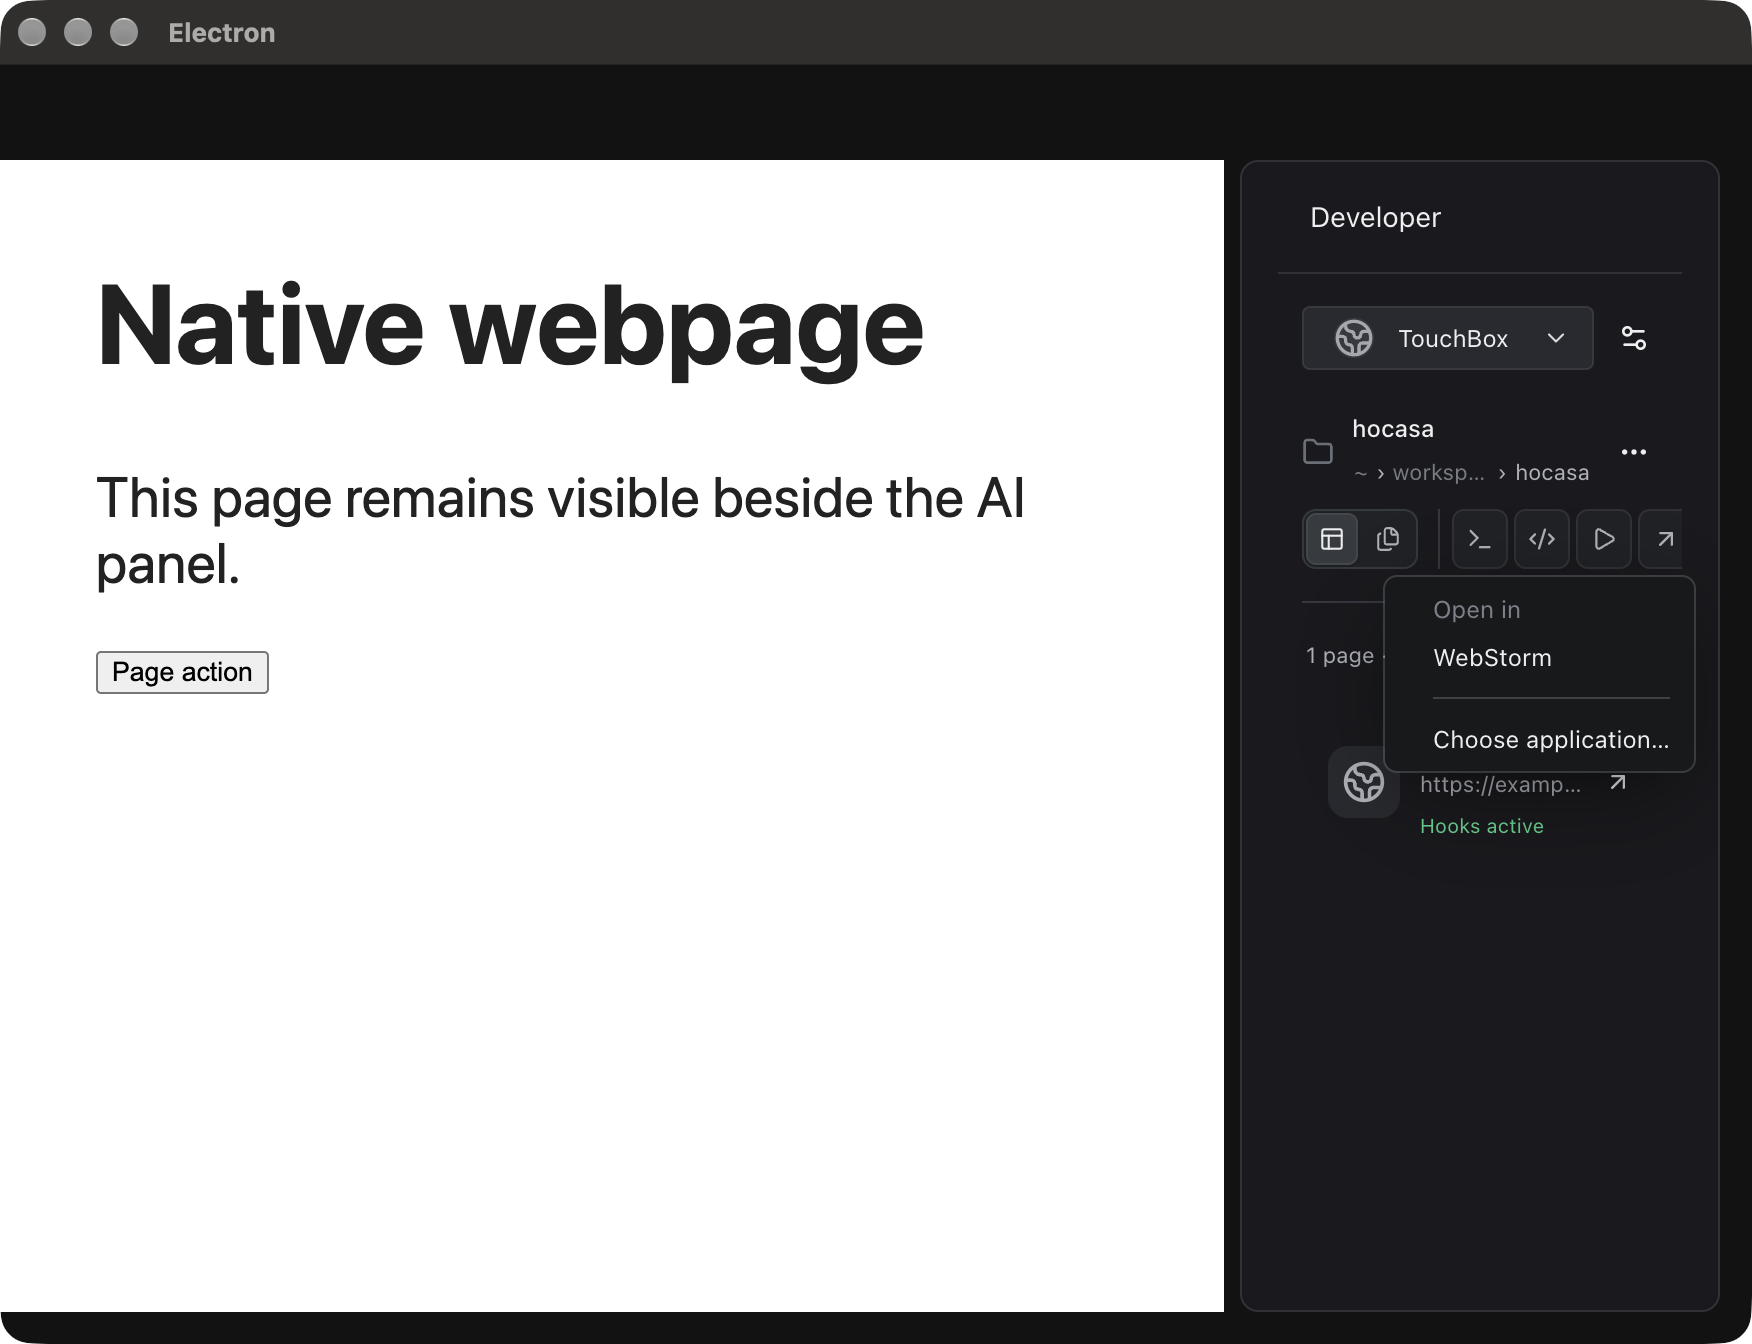 Electron
Native webpage
This page remains visible beside the AI
panel.
Page action
Developer
TouchBox
hocasa
~ › worksp... › hocasa
Open in
1 page
WebStorm
Choose application...
https://examp...
Hooks active